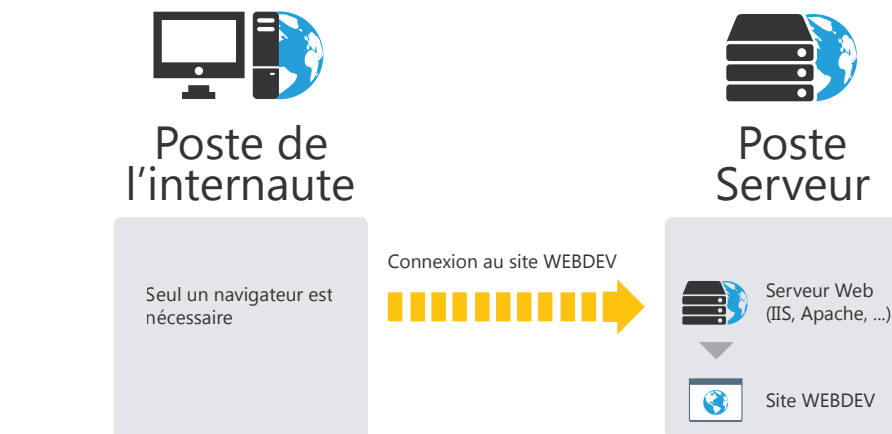 Poste de
l'internaute
Poste
Serveur
Seul un navigateur est
nécessaire
Connexion au site WEBDEV
Serveur Web
(IIS, Apache, ...)
Site WEBDEV